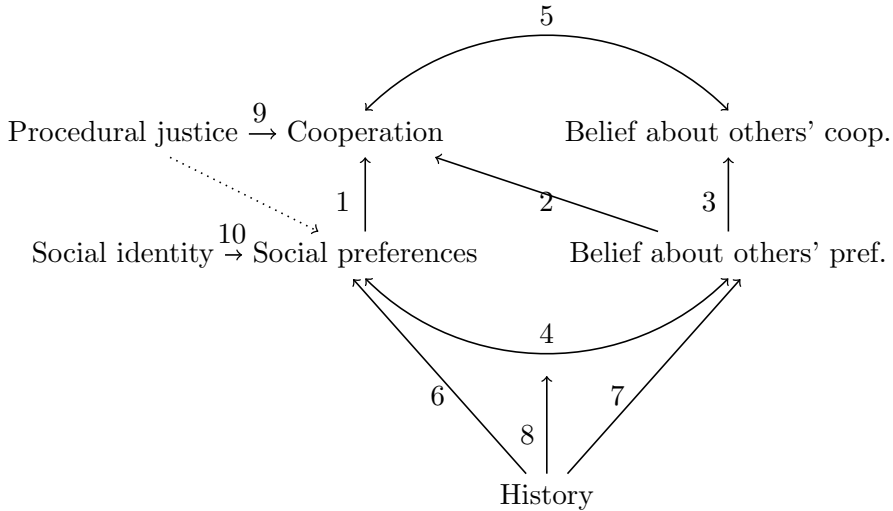 5
9
Procedural justice Cooperation Belief about others' coop.
1 2 3
10
Social identity Social preferences Belief about others' pref.
4
6 7
8
History